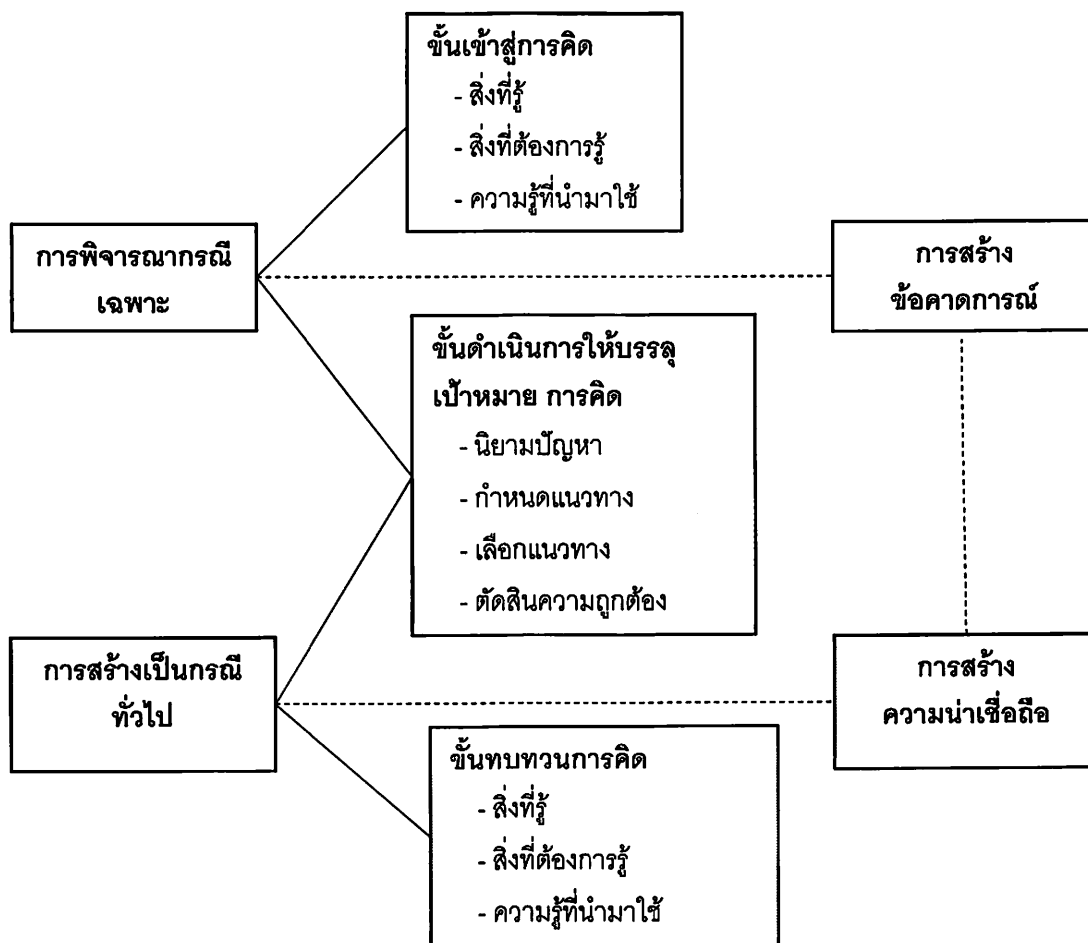 ขั้นเข้าสู่การคิด
- สิ่งที่รู้
- สิ่งที่ต้องการรู้
- ความรู้ที่นำมาใช้
การพิจารณากรณี
เฉพาะ
การสร้าง
ข้อคาดการณ์
ขั้นดำเนินการให้บรรลุ
เป้าหมาย การคิด
- นิยามปัญหา
- กำหนดแนวทาง
- เลือกแนวทาง
- ตัดสินความถูกต้อง
การสร้างเป็นกรณี
ทั่วไป
การสร้าง
ความน่าเชื่อถือ
ขั้นทบทวนการคิด
- สิ่งที่รู้
- สิ่งที่ต้องการรู้
- ความรู้ที่นำมาใช้